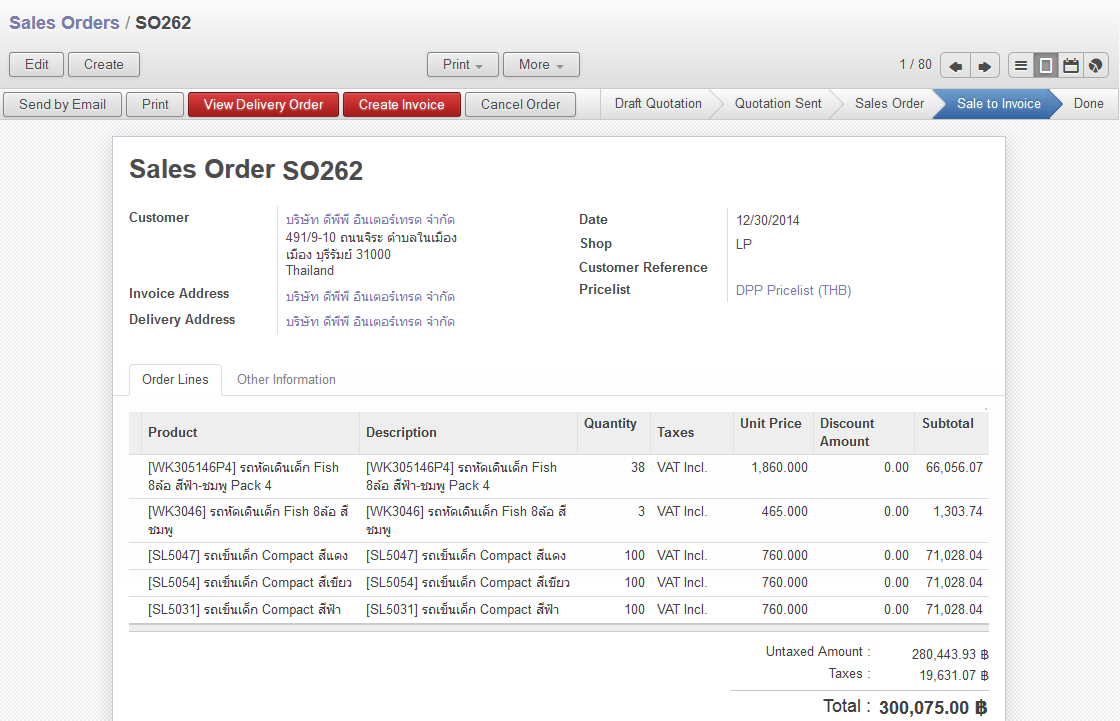 Sales Orders / SO262
Edit Create Print More 1 / 80
Send by Email Print View Delivery Order Create Invoice Cancel Order Draft Quotation Quotation Sent Sales Order Sale to Invoice Done
Sales Order SO262
Customer
บริษัท ดีพีพี อินเตอร์เทรด จำกัด
491/9-10 ถนนจิระ ตำบลในเมือง
เมือง บุรีรัมย์ 31000
Thailand
Invoice Address บริษัท ดีพีพี อินเตอร์เทรด จำกัด
Delivery Address บริษัท ดีพีพี อินเตอร์เทรด จำกัด
Date 12/30/2014
Shop LP
Customer Reference
Pricelist DPP Pricelist (THB)
Order Lines Other Information
Product Description Quantity Taxes Unit Price Discount Amount Subtotal
[WK305146P4] รถหัดเดินเด็ก Fish [WK305146P4] รถหัดเดินเด็ก Fish 38 VAT Incl. 1,860.000 0.00 66,056.07
8ล้อ สีฟ้า-ชมพู Pack 4 8ล้อ สีฟ้า-ชมพู Pack 4
[WK3046] รถหัดเดินเด็ก Fish 8ล้อ สี [WK3046] รถหัดเดินเด็ก Fish 8ล้อ สี 3 VAT Incl. 465.000 0.00 1,303.74
ชมพู ชมพู
[SL5047] รถเข็นเด็ก Compact สีแดง [SL5047] รถเข็นเด็ก Compact สีแดง 100 VAT Incl. 760.000 0.00 71,028.04
[SL5054] รถเข็นเด็ก Compact สีเขียว [SL5054] รถเข็นเด็ก Compact สีเขียว 100 VAT Incl. 760.000 0.00 71,028.04
[SL5031] รถเข็นเด็ก Compact สีฟ้า [SL5031] รถเข็นเด็ก Compact สีฟ้า 100 VAT Incl. 760.000 0.00 71,028.04
Untaxed Amount : 280,443.93 ฿
Taxes : 19,631.07 ฿
Total : 300,075.00 ฿